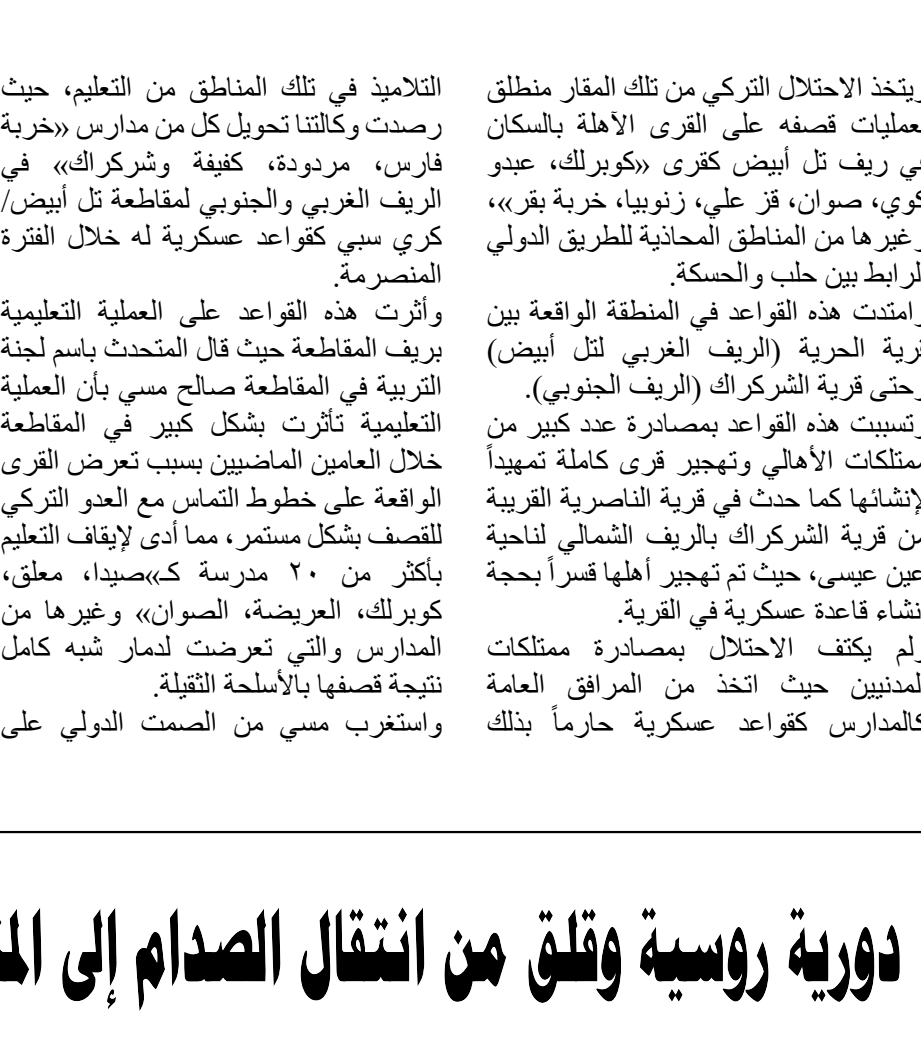 ويتخذ الاحتلال التركي من تلك المقار منطلق
لعمليات قصفه على القرى الآهلة بالسكان
في ريف تل أبيض كقرى «كوبرلك، عبدو
كوي، صوان، قز علي، زنوبيا، خربة بقر»،
وغيرها من المناطق المحاذية للطريق الدولي
الرابط بين حلب والحسكة.
وامتدت هذه القواعد في المنطقة الواقعة بين
قرية الحرية (الريف الغربي لتل أبيض)
وحتى قرية الشركراك (الريف الجنوبي).
وتسببت هذه القواعد بمصادرة عدد كبير من
ممتلكات الأهالي وتهجير قرى كاملة تمهيداً
لإنشائها كما حدث في قرية الناصرية القريبة
من قرية الشركراك بالريف الشمالي لناحية
عين عيسى، حيث تم تهجير أهلها قسراً بحجة
إنشاء قاعدة عسكرية في القرية.
ولم يكتف الاحتلال بمصادرة ممتلكات
المدنيين حيث اتخذ من المرافق العامة
كالمدارس كقواعد عسكرية حارماً بذلك
التلاميذ في تلك المناطق من التعليم، حيث
رصدت وكالتنا تحويل كل من مدارس «خربة
فارس، مردودة، كفيفة وشركراك» في
الريف الغربي والجنوبي لمقاطعة تل أبيض/
كري سبي كقواعد عسكرية له خلال الفترة
المنصرمة.
وأثرت هذه القواعد على العملية التعليمية
بريف المقاطعة حيث قال المتحدث باسم لجنة
التربية في المقاطعة صالح مسي بأن العملية
التعليمية تأثرت بشكل كبير في المقاطعة
خلال العامين الماضيين بسبب تعرض القرى
الواقعة على خطوط التماس مع العدو التركي
للقصف بشكل مستمر، مما أدى لإيقاف التعليم
بأكثر من ٢٠ مدرسة كـ»صيدا، معلق،
كوبرلك، العريضة، الصوان» وغيرها من
المدارس والتي تعرضت لدمار شبه كامل
نتيجة قصفها بالأسلحة الثقيلة.
واستغرب مسي من الصمت الدولي على
دورية روسية وقلق من انتقال الصدام إلى